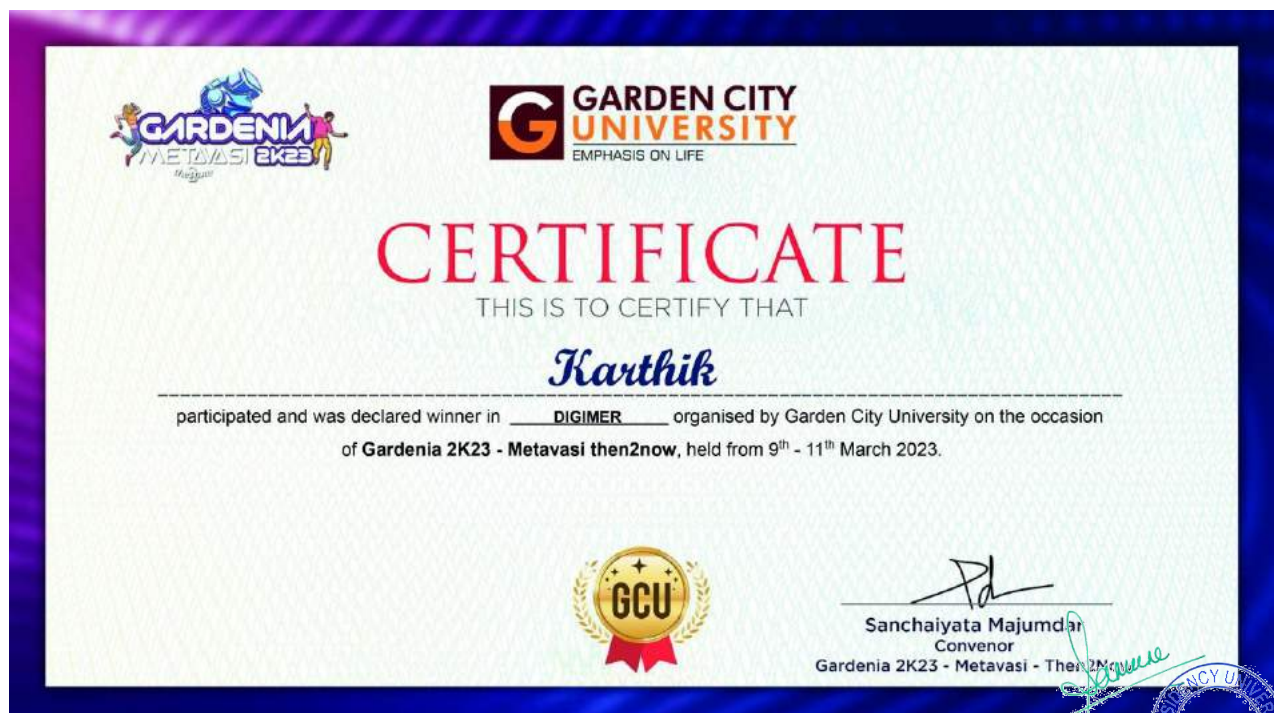 GARDENIA
METAVASI 2K23
GARDEN CITY
UNIVERSITY
EMPHASIS ON LIFE
CERTIFICATE
THIS IS TO CERTIFY THAT
Karthik
participated and was declared winner in DIGIMER organised by Garden City University on the occasion
of Gardenia 2K23 - Metavasi then2now, held from 9th - 11th March 2023.
GCU
Sanchaiyata Majumdar
Convenor
Gardenia 2K23 - Metavasi - Then2Now